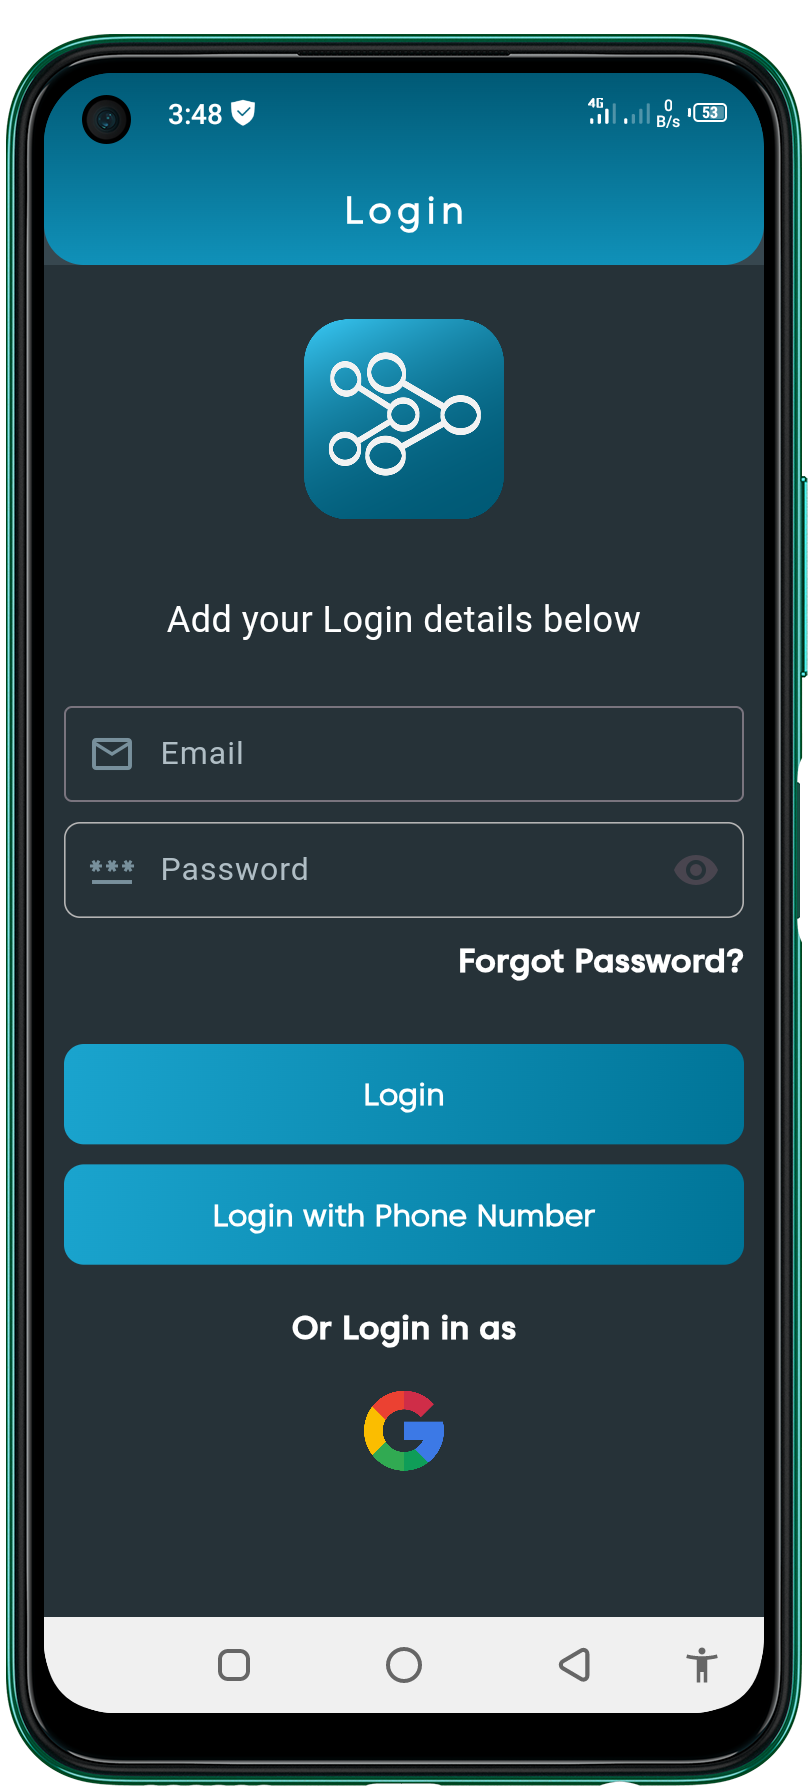 3:48
4G
0
B/s
53
Login
Add your Login details below
Email
*** Password
Forgot Password?
Login
Login with Phone Number
Or Login in as
G